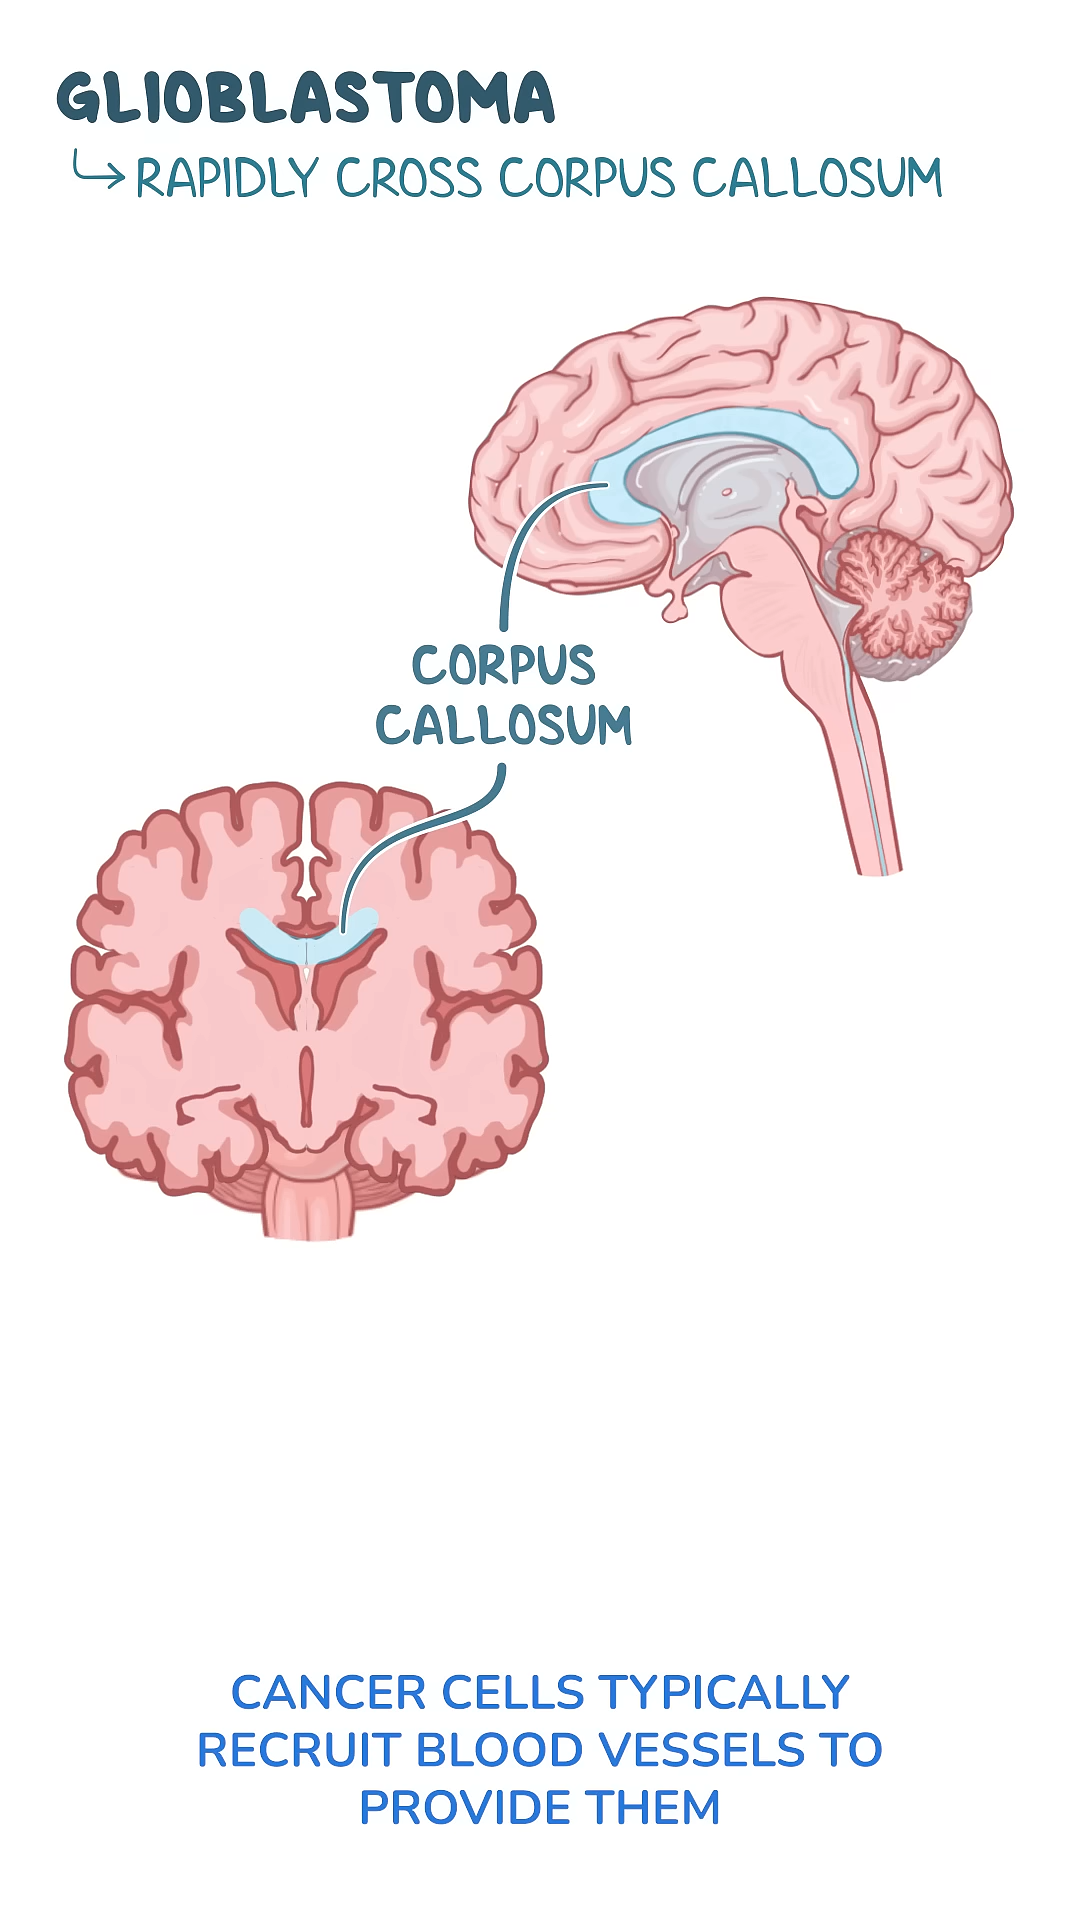 GLIOBLASTOMA
RAPIDLY CROSS CORPUS CALLOSUM
CORPUS
CALLOSUM
CANCER CELLS TYPICALLY
RECRUIT BLOOD VESSELS TO
PROVIDE THEM